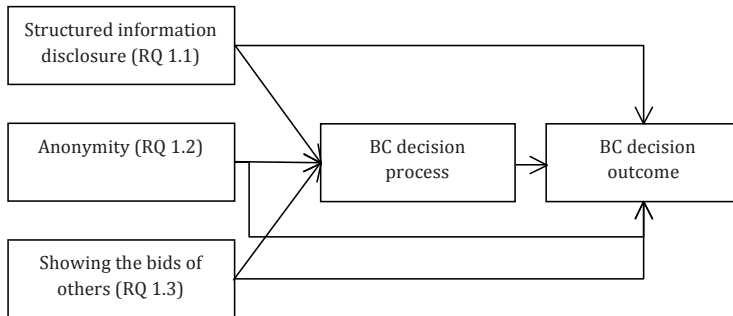 Structured information
disclosure (RQ 1.1)
Anonymity (RQ 1.2)
BC decision
process
BC decision
outcome
Showing the bids of
others (RQ 1.3)